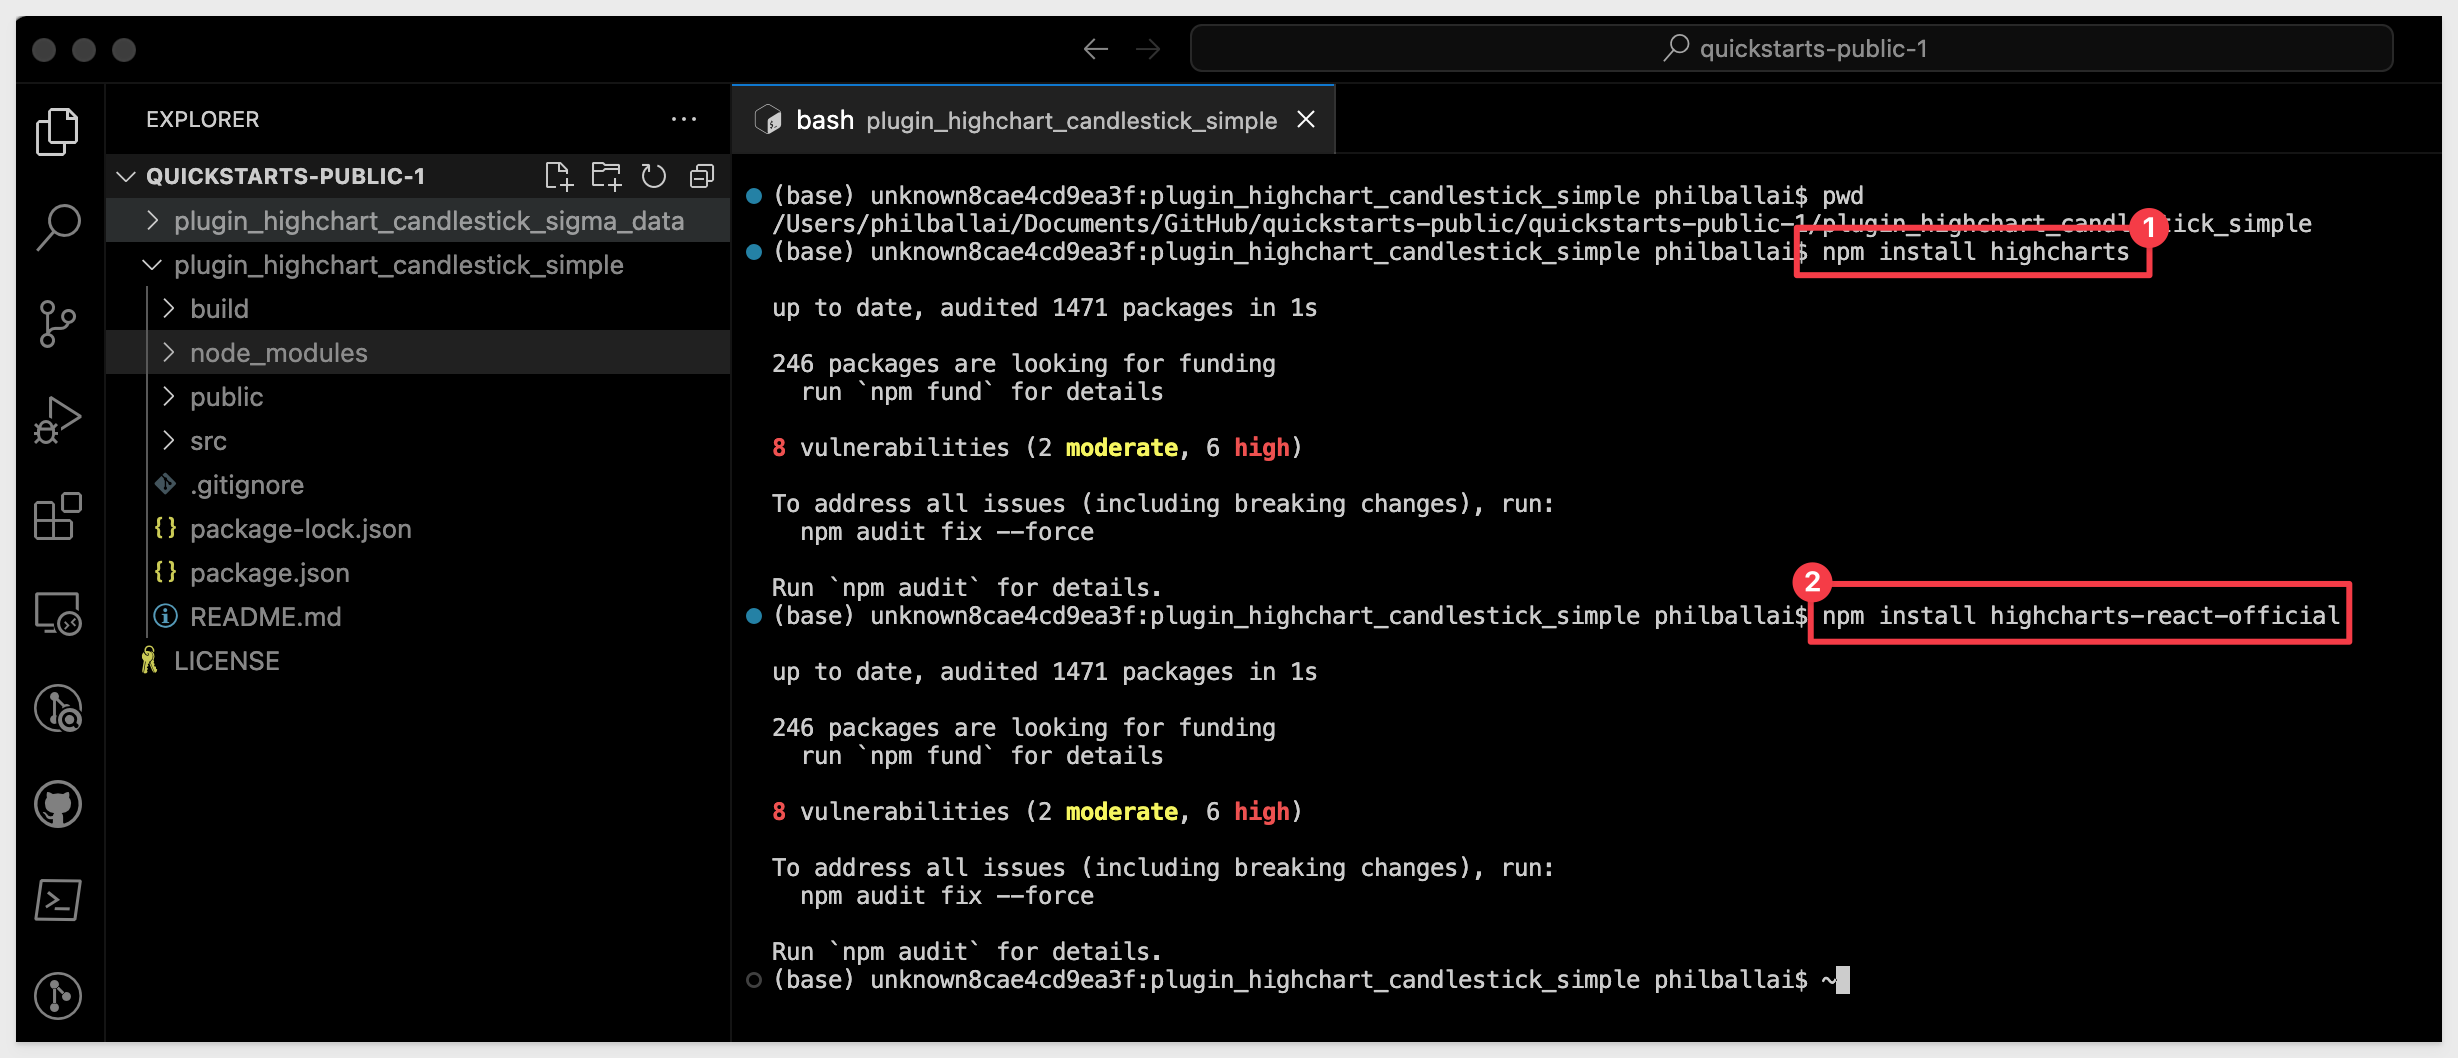 quickstarts-public-1
EXPLORER
bash plugin_highchart_candlestick_simple
QUICKSTARTS-PUBLIC-1
plugin_highchart_candlestick_sigma_data
plugin_highchart_candlestick_simple
build
node_modules
public
src
.gitignore
{} package-lock.json
{} package.json
README.md
LICENSE
(base) unknown8cae4cd9ea3f:plugin_highchart_candlestick_simple philballai$ pwd
/Users/philballai/Documents/GitHub/quickstarts-public/quickstarts-public-1/plugin_highchart_candlestick_simple
1
(base) unknown8cae4cd9ea3f:plugin_highchart_candlestick_simple philballai$ npm install highcharts
up to date, audited 1471 packages in 1s
246 packages are looking for funding
run `npm fund` for details
8 vulnerabilities (2 moderate, 6 high)
To address all issues (including breaking changes), run:
npm audit fix --force
Run `npm audit` for details.
2
(base) unknown8cae4cd9ea3f:plugin_highchart_candlestick_simple philballai$ npm install highcharts-react-official
up to date, audited 1471 packages in 1s
246 packages are looking for funding
run `npm fund` for details
8 vulnerabilities (2 moderate, 6 high)
To address all issues (including breaking changes), run:
npm audit fix --force
Run `npm audit` for details.
(base) unknown8cae4cd9ea3f:plugin_highchart_candlestick_simple philballai$ ~